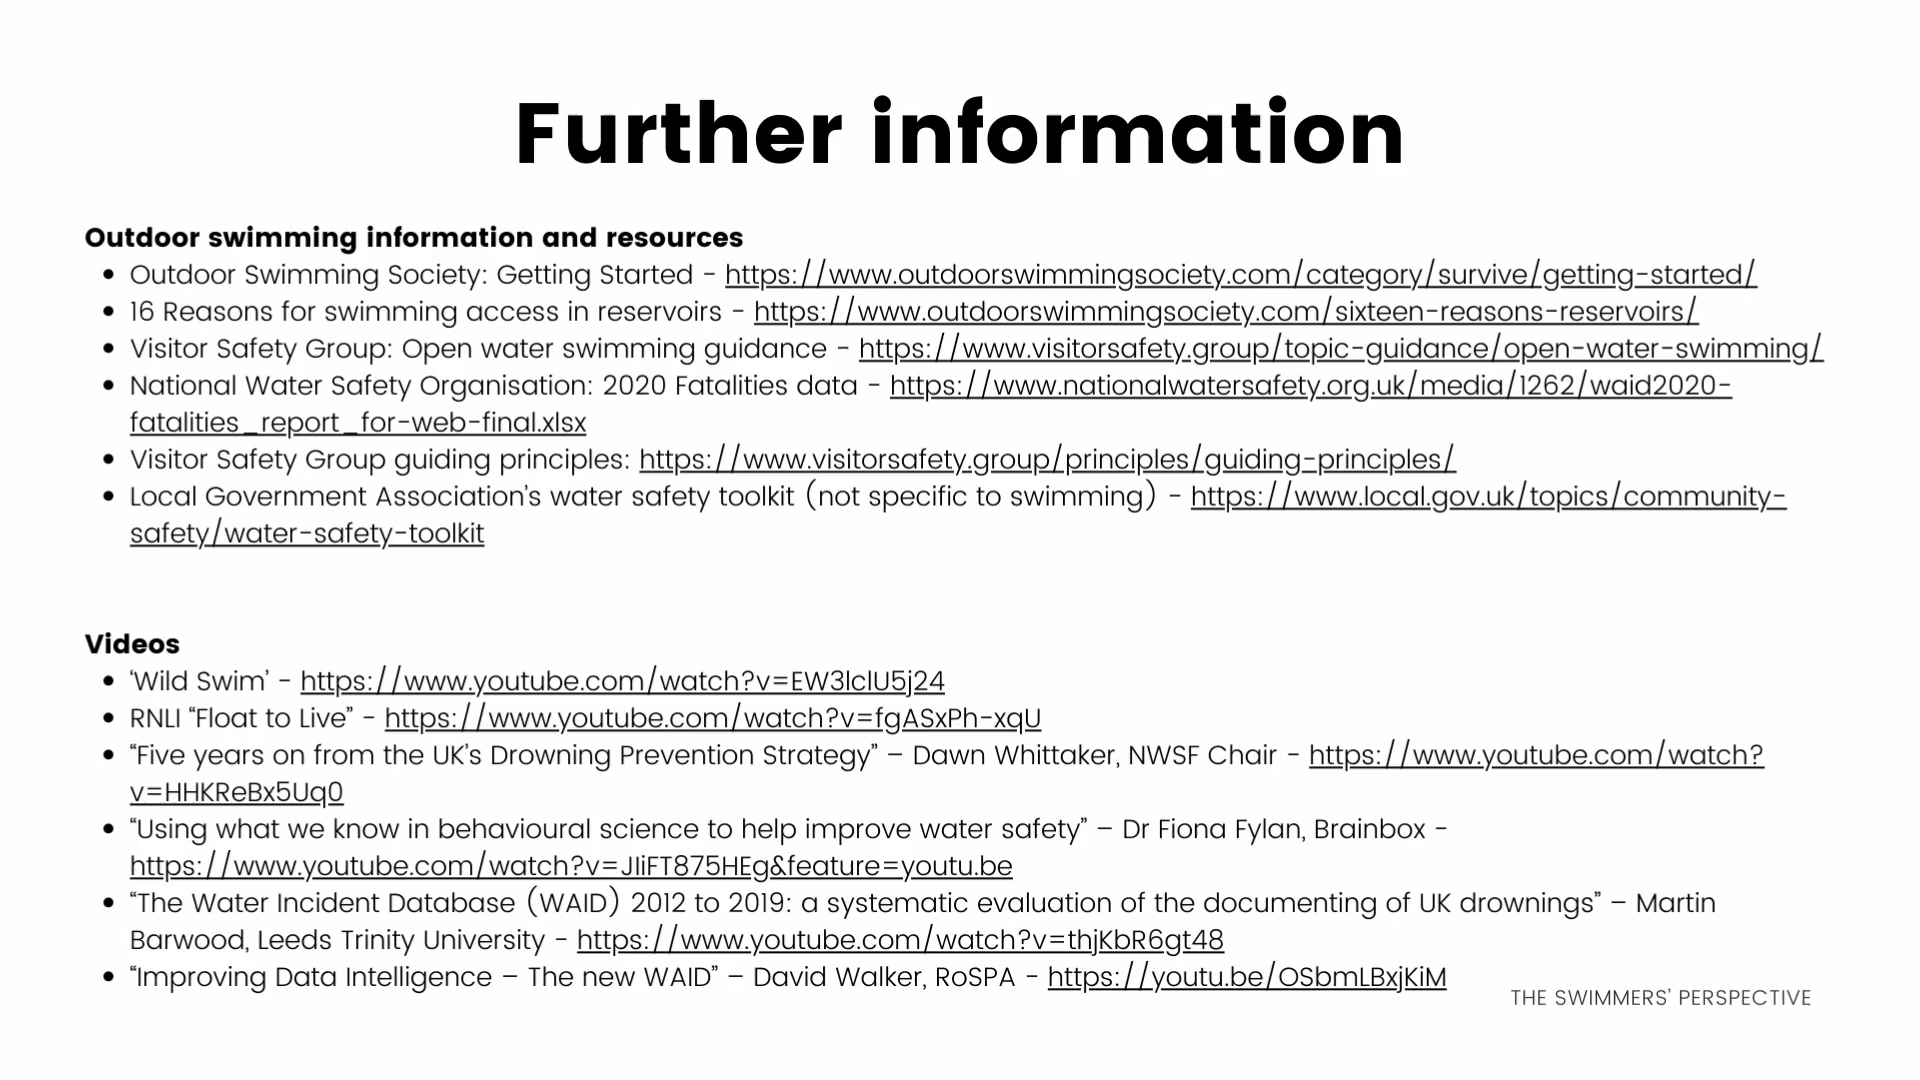 Further information
Outdoor swimming information and resources
• Outdoor Swimming Society: Getting Started - https://www.outdoorswimmingsociety.com/category/survive/getting-started/
• 16 Reasons for swimming access in reservoirs - https://www.outdoorswimmingsociety.com/sixteen-reasons-reservoirs/
• Visitor Safety Group: Open water swimming guidance - https://www.visitorsafety.group/topic-guidance/open-water-swimming/
• National Water Safety Organisation: 2020 Fatalities data - https://www.nationalwatersafety.org.uk/media/1262/waid2020-
fatalities_report_for-web-final.xlsx
• Visitor Safety Group guiding principles: https://www.visitorsafety.group/principles/guiding-principles/
• Local Government Association’s water safety toolkit (not specific to swimming) - https://www.local.gov.uk/topics/community-
safety/water-safety-toolkit
Videos
• ‘Wild Swim’ - https://www.youtube.com/watch?v=EW3IclU5j24
• RNLI “Float to Live” - https://www.youtube.com/watch?v=fgASxPh-xqU
• “Five years on from the UK’s Drowning Prevention Strategy” – Dawn Whittaker, NWSF Chair - https://www.youtube.com/watch?
v=HHKReBx5Uq0
• “Using what we know in behavioural science to help improve water safety” – Dr Fiona Fylan, Brainbox -
https://www.youtube.com/watch?v=JIiFT875HEg&feature=youtu.be
• “The Water Incident Database (WAID) 2012 to 2019: a systematic evaluation of the documenting of UK drownings” – Martin
Barwood, Leeds Trinity University - https://www.youtube.com/watch?v=thjKbR6gt48
• “Improving Data Intelligence – The new WAID” – David Walker, RoSPA - https://youtu.be/OSbmLBxjKiM
THE SWIMMERS’ PERSPECTIVE